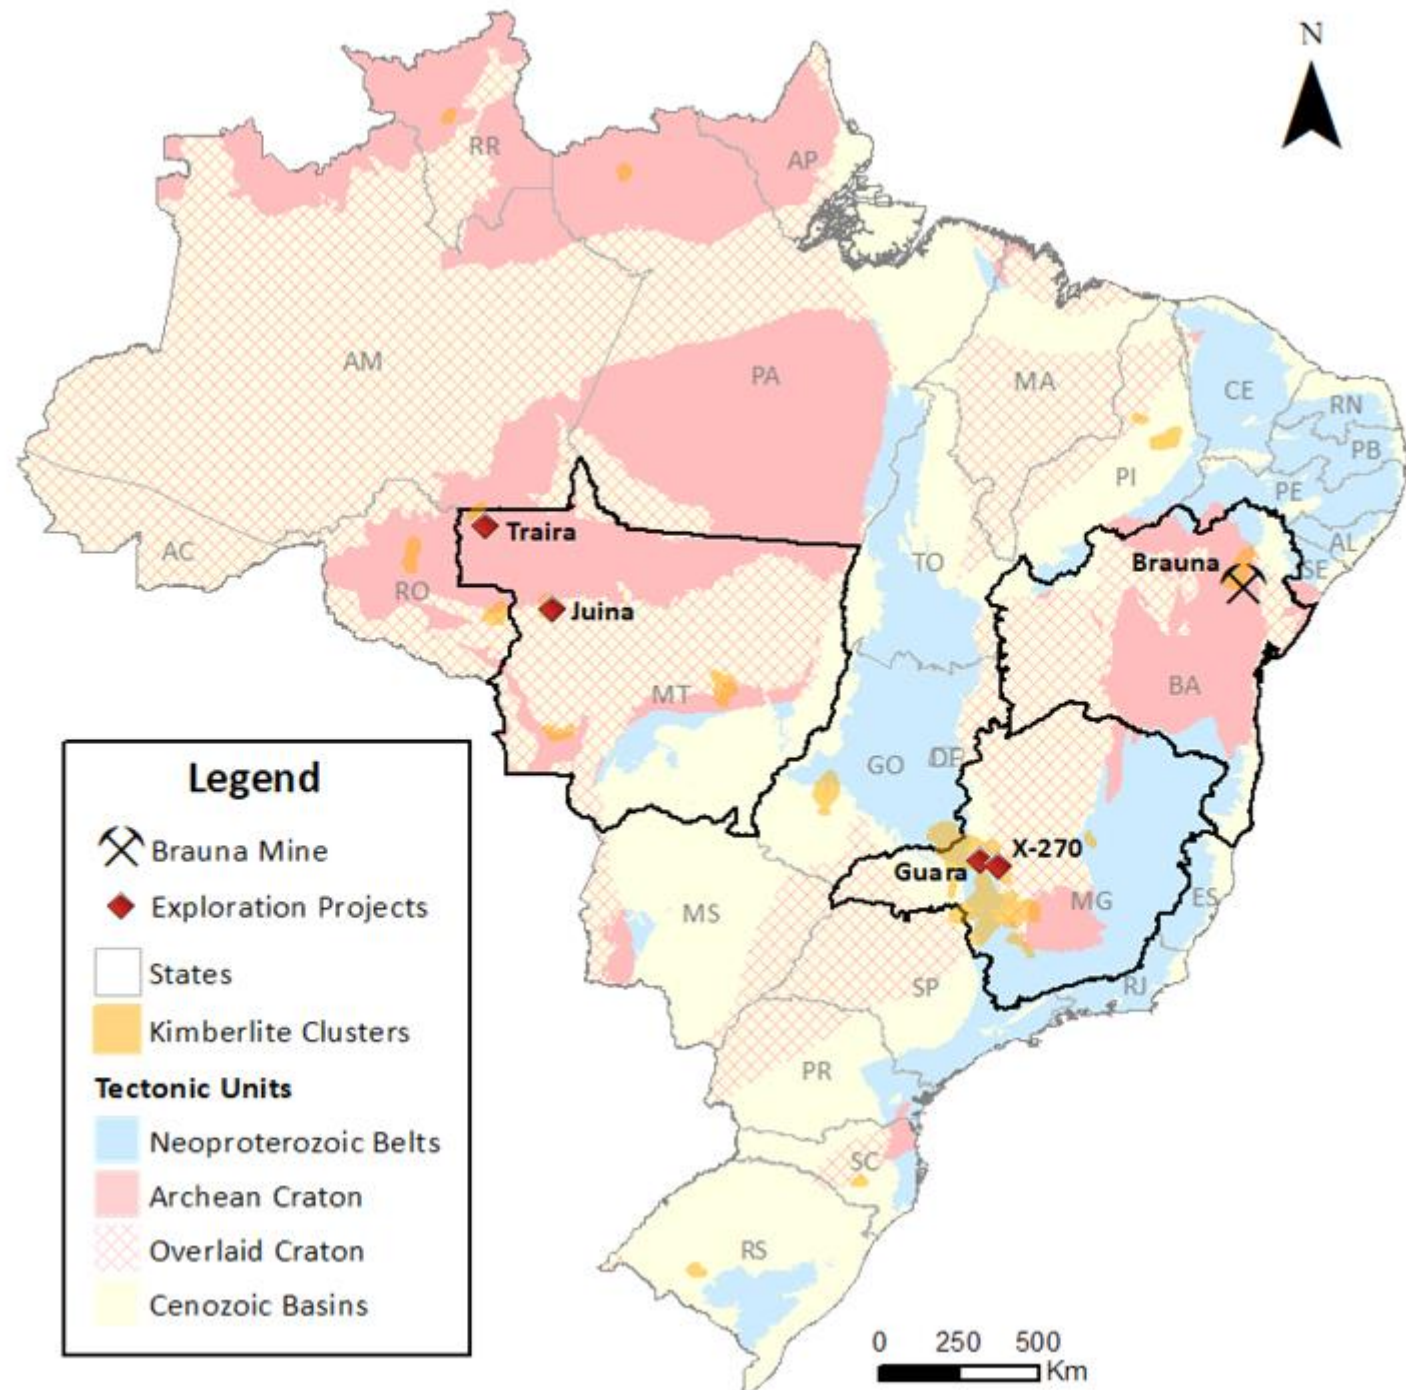 N
RR
AP
AM
PA
MA
CE
RN
PB
PI
PE
Traira
AC
TO
AL
Brauna
SE
RO
Juina
MT
BA
Legend
GO
DF
Brauna Mine
X-270
Guara
Exploration Projects
MS
MG
ES
States
SP
RJ
Kimberlite Clusters
PR
Tectonic Units
Neoproterozoic Belts
SC
Archean Craton
Overlaid Craton
RS
Cenozoic Basins
0 250 500
Km